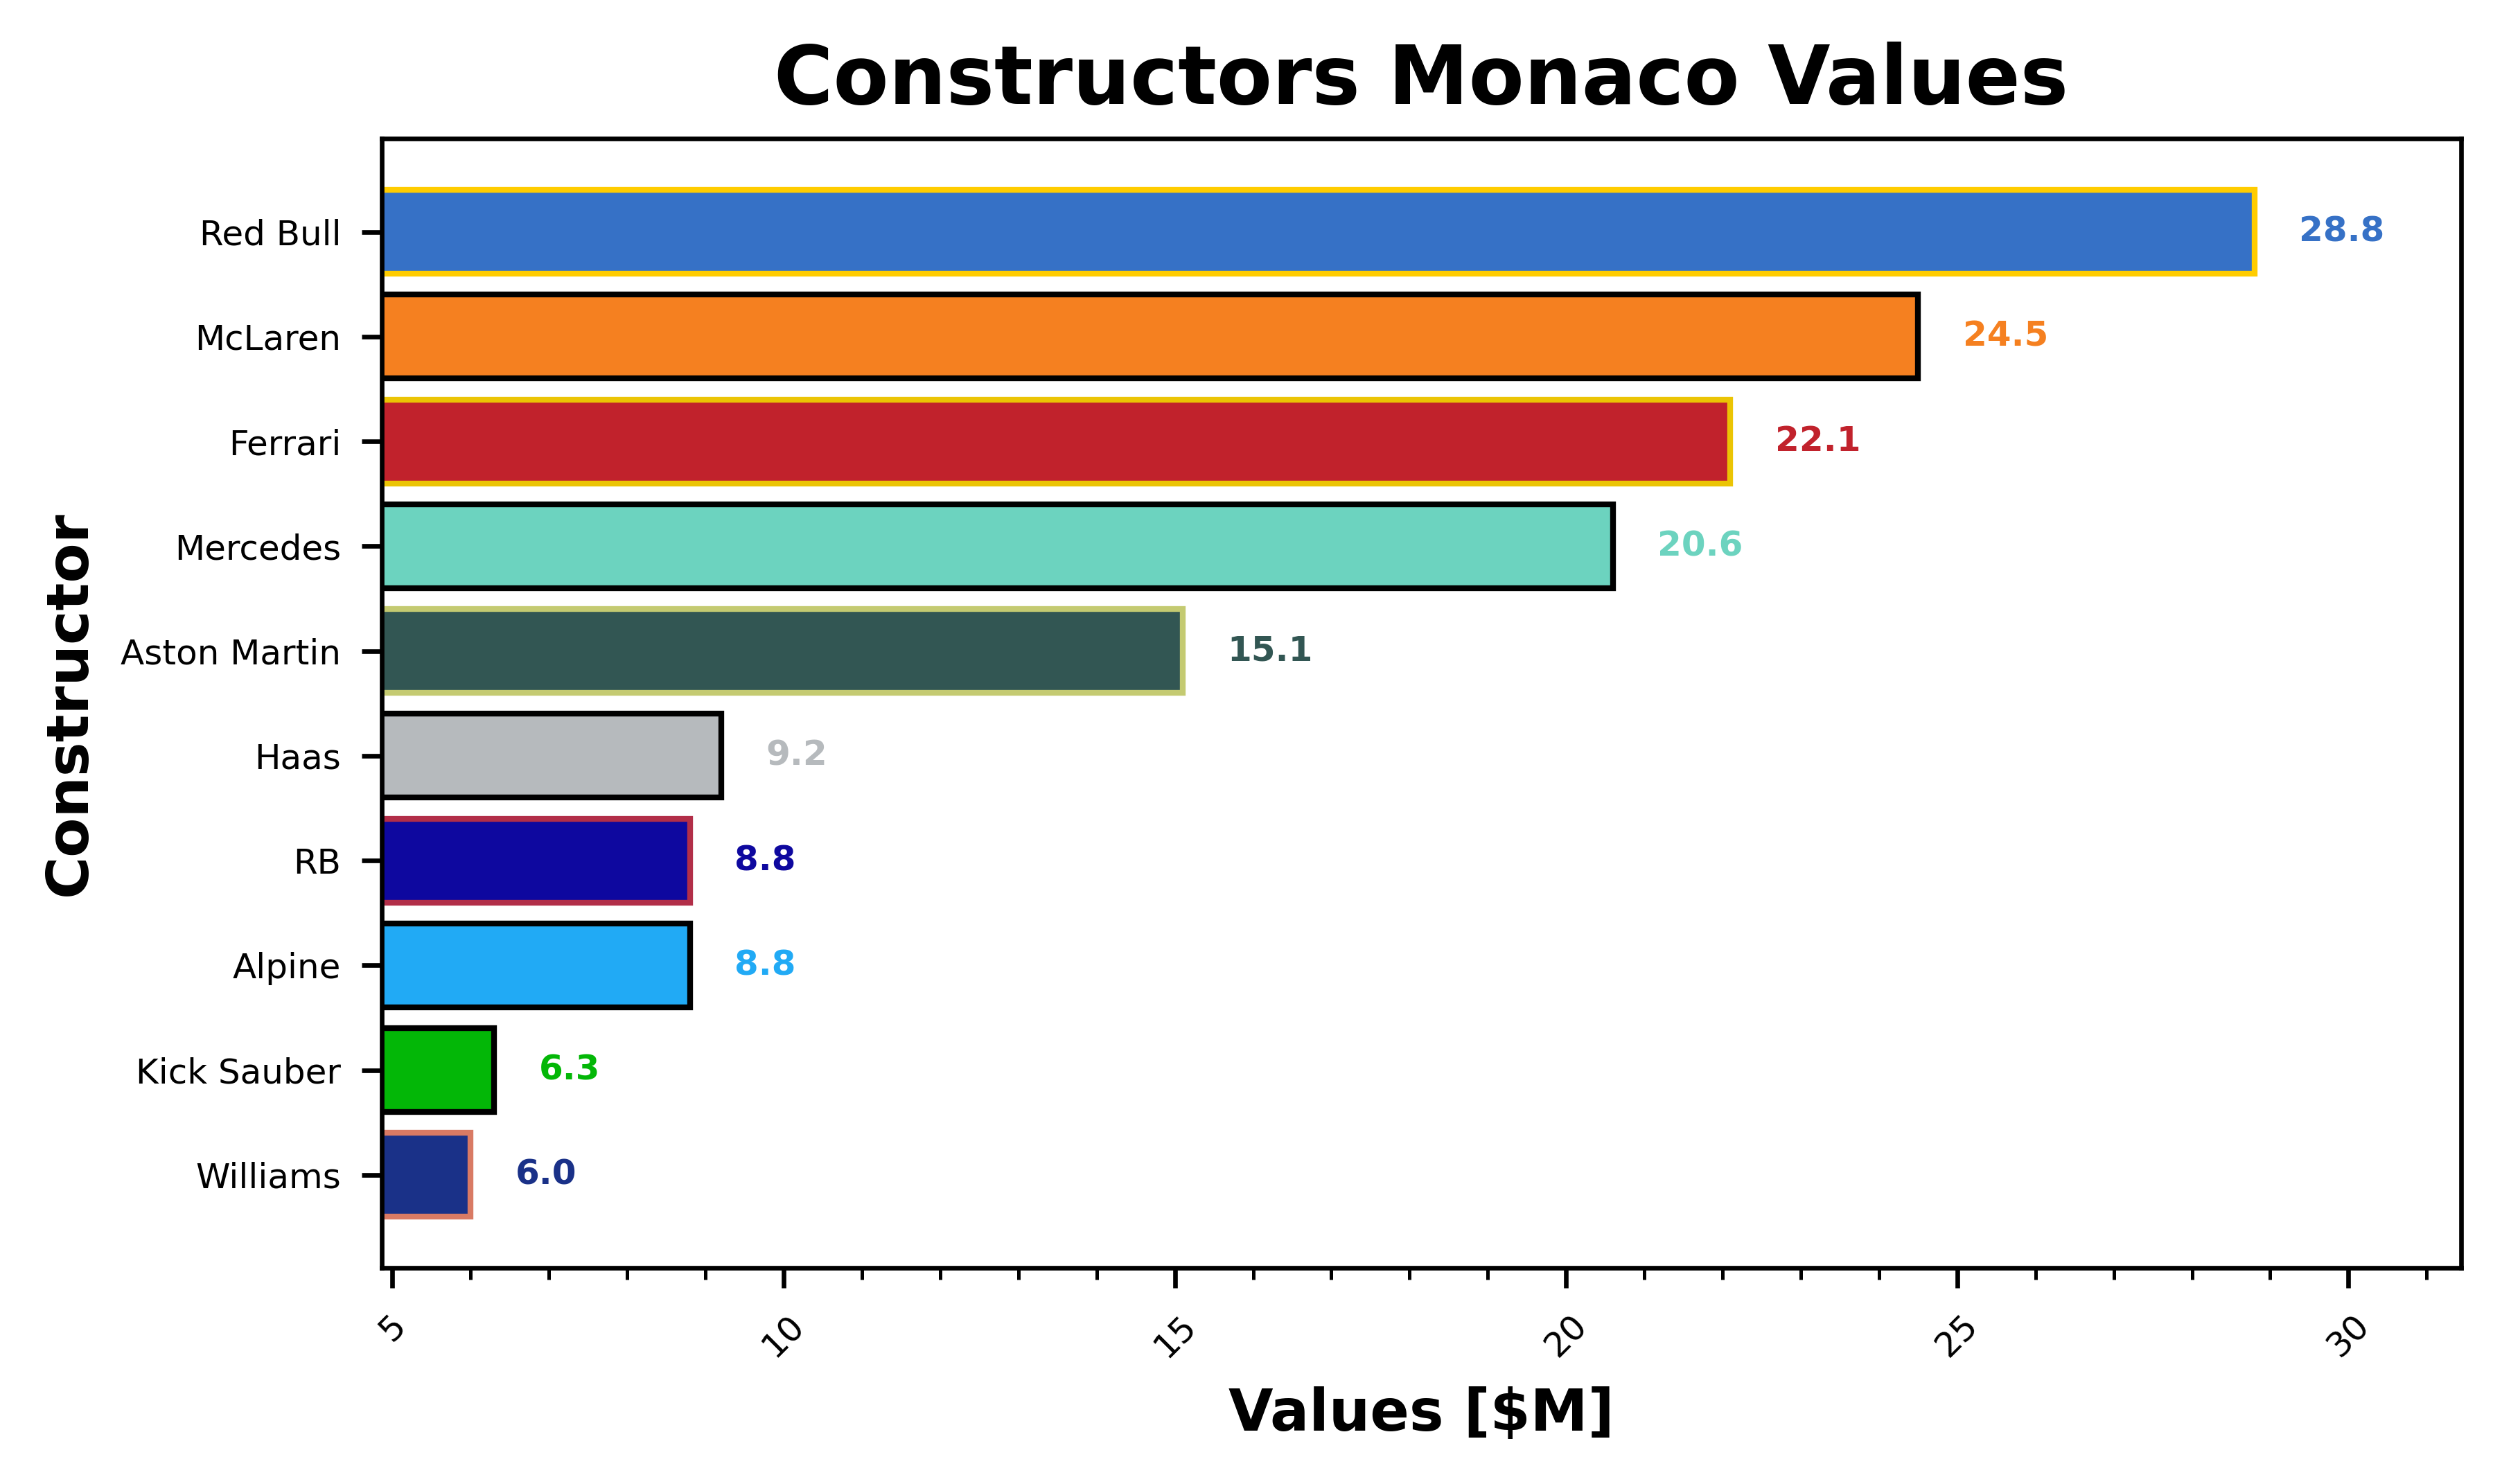 Constructors Monaco Values
Constructor
Red Bull 28.8
McLaren 24.5
Ferrari 22.1
Mercedes 20.6
Aston Martin 15.1
Haas 9.2
RB 8.8
Alpine 8.8
Kick Sauber 6.3
Williams 6.0
5 10 15 20 25 30
Values [$M]